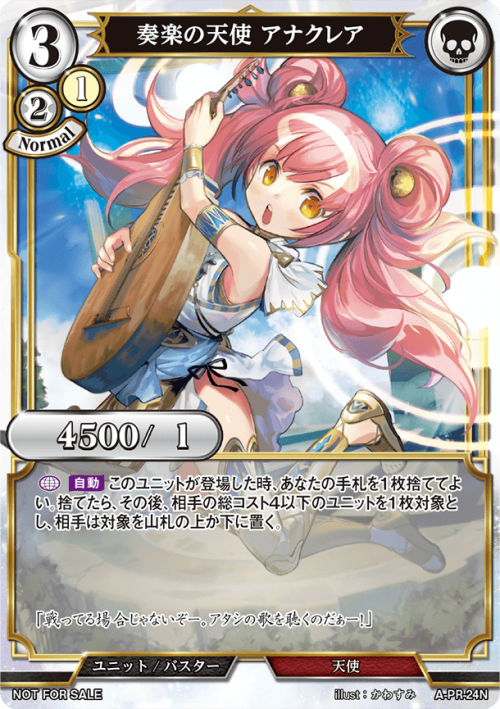 3
奏楽の天使 アナクレア
2
1
Normal
4500/ 1
自動 このユニットが登場した時、あなたの手札を1枚捨ててよ
い。捨てたら、その後、相手の総コスト4以下のユニットを1枚対象と
し、相手は対象を山札の上か下に置く。
『戦ってる場合じゃないぞー。アタシの歌を聴くのだぁー!』
ユニット / バスター
天使
NOT FOR SALE
illust : かわすみ
A-PR-24N